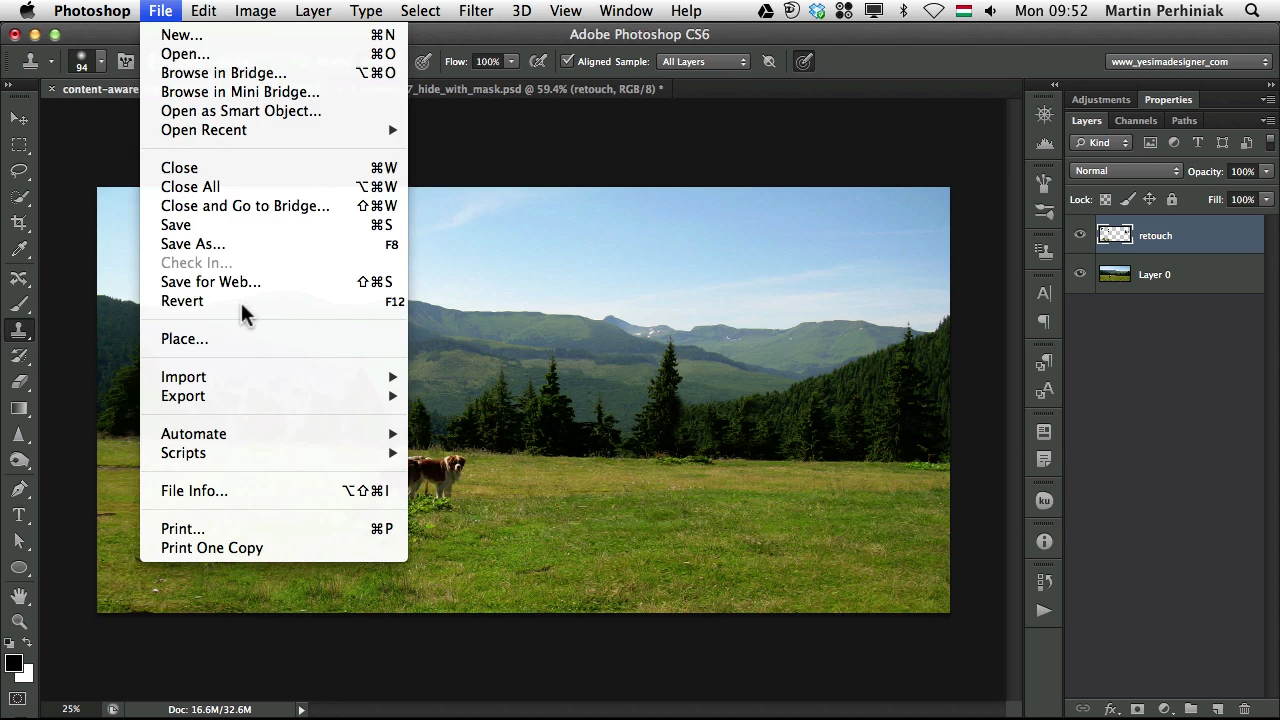 Photoshop File Edit Image Layer Type Select Filter 3D View Window Help Mon 09:52 Martin Perhiniak
Adobe Photoshop CS6
94 Flow: 100% Aligned Sample: All Layers www_yesimadesigner_com
× content-aware 7_hide_with_mask.psd @ 59.4% (retouch, RGB/8) *
New... ⌘N
Open... ⌘O
Browse in Bridge... ⌥⌘O
Browse in Mini Bridge...
Open as Smart Object...
Open Recent
Close ⌘W
Close All ⌥⌘W
Close and Go to Bridge... ⇧⌘W
Save ⌘S
Save As... F8
Check In...
Save for Web... ⇧⌘S
Revert F12
Place...
Import
Export
Automate
Scripts
File Info... ⌥⇧⌘I
Print... ⌘P
Print One Copy
Adjustments Properties
Layers Channels Paths
Kind
Normal Opacity: 100%
Lock: Fill: 100%
retouch
Layer 0
ku
25% Doc: 16.6M/32.6M